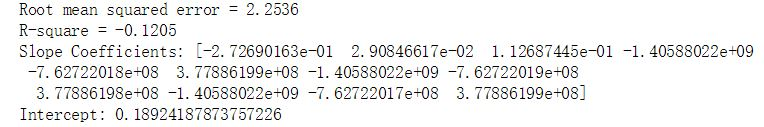 Root mean squared error = 2.2536
R-square = -0.1205
Slope Coefficients: [-2.72690163e-01  2.90846617e-02  1.12687445e-01 -1.40588022e+09
 -7.62722018e+08  3.77886199e+08 -1.40588022e+09 -7.62722019e+08
  3.77886198e+08 -1.40588022e+09 -7.62722017e+08  3.77886199e+08]
Intercept: 0.18924187873757226